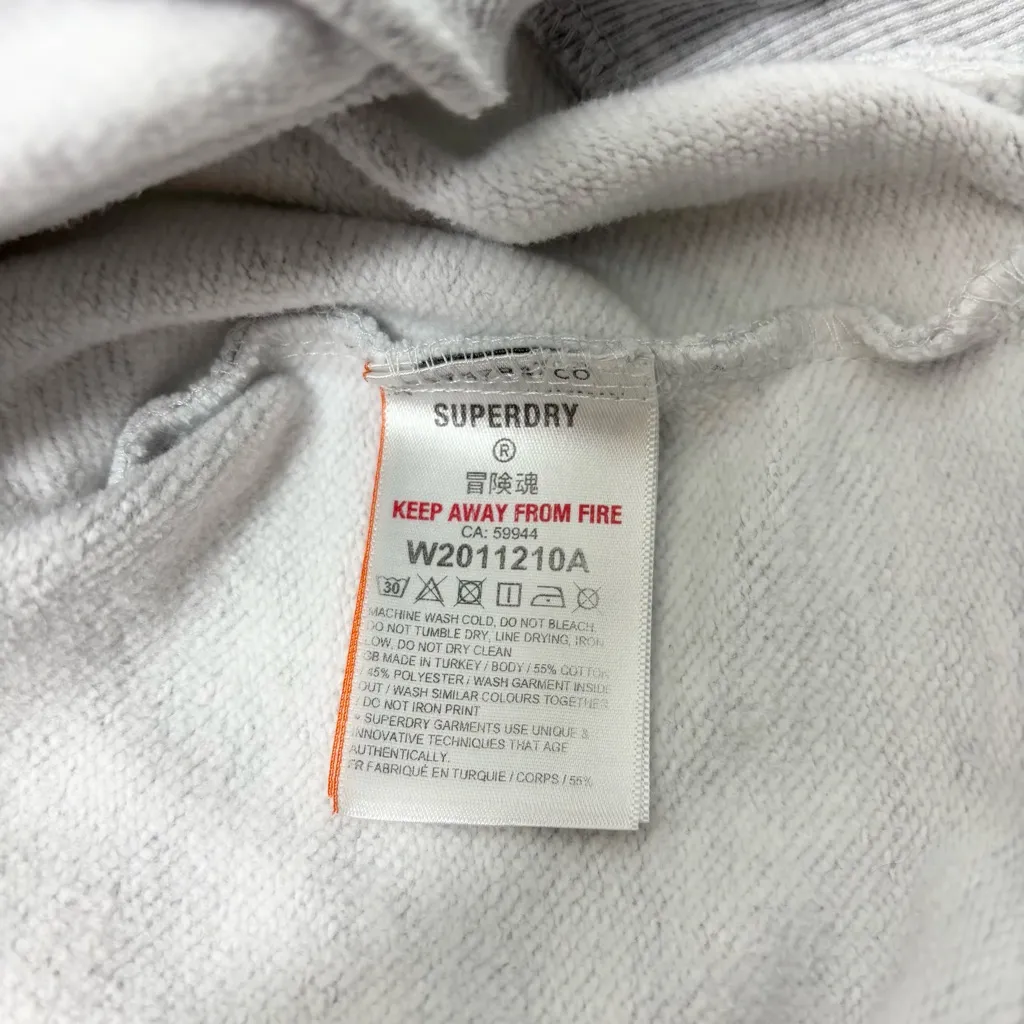 CO
SUPERDRY
®
冒険魂
KEEP AWAY FROM FIRE
CA: 59944
W2011210A
30
MACHINE WASH COLD, DO NOT BLEACH,
DO NOT TUMBLE DRY, LINE DRYING, IRON
LOW, DO NOT DRY CLEAN
GB MADE IN TURKEY / BODY / 55% COTTON
/ 45% POLYESTER / WASH GARMENT INSIDE
OUT / WASH SIMILAR COLOURS TOGETHER
/ DO NOT IRON PRINT
- SUPERDRY GARMENTS USE UNIQUE &
INNOVATIVE TECHNIQUES THAT AGE
AUTHENTICALLY.
FR FABRIQUÉ EN TURQUIE / CORPS / 55%